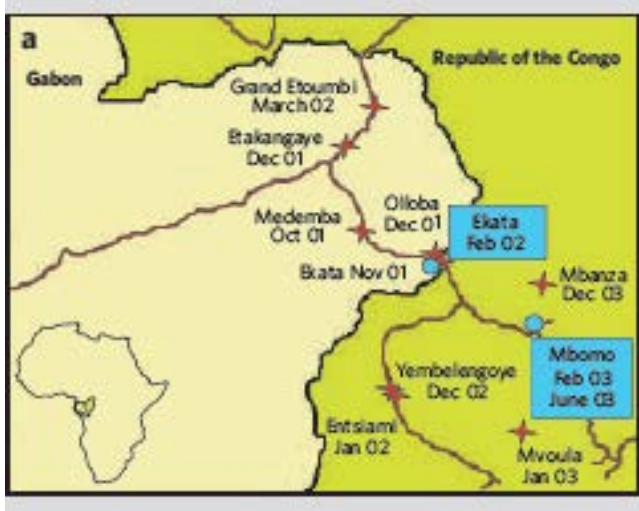 a
Gabon
Republic of the Congo
Grand Etoumbi
March 02
Etakangaye
Dec 01
Medemba
Oct 01
Olloba
Dec 01
Ekata
Feb 02
Ekata Nov 01
Mbanza
Dec 03
Mbomo
Feb 03
June 03
Yembelengoye
Dec 02
Entsiami
Jan 02
Mvoula
Jan 03